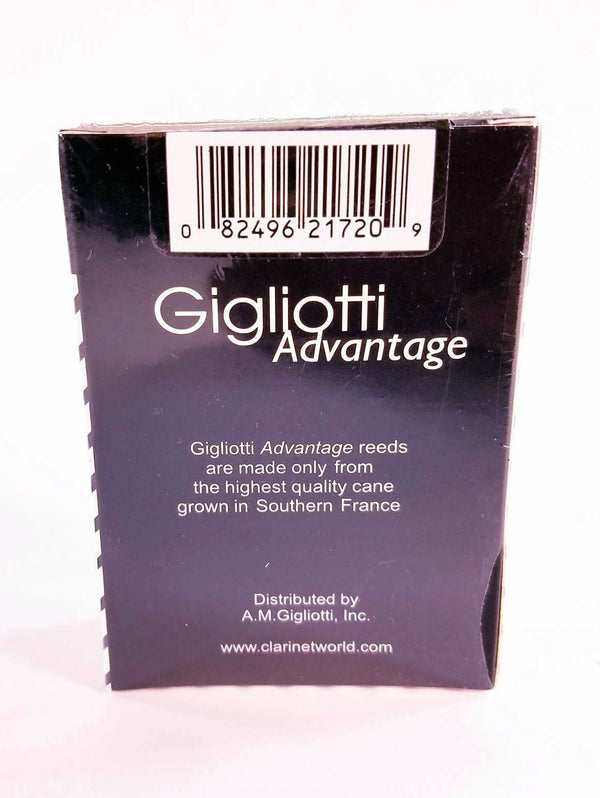 0 82496 21720 9
Gigliotti
Advantage
Gigliotti Advantage reeds
are made only from
the highest quality cane
grown in Southern France
Distributed by
A.M.Gigliotti, Inc.
www.clarinetworld.com